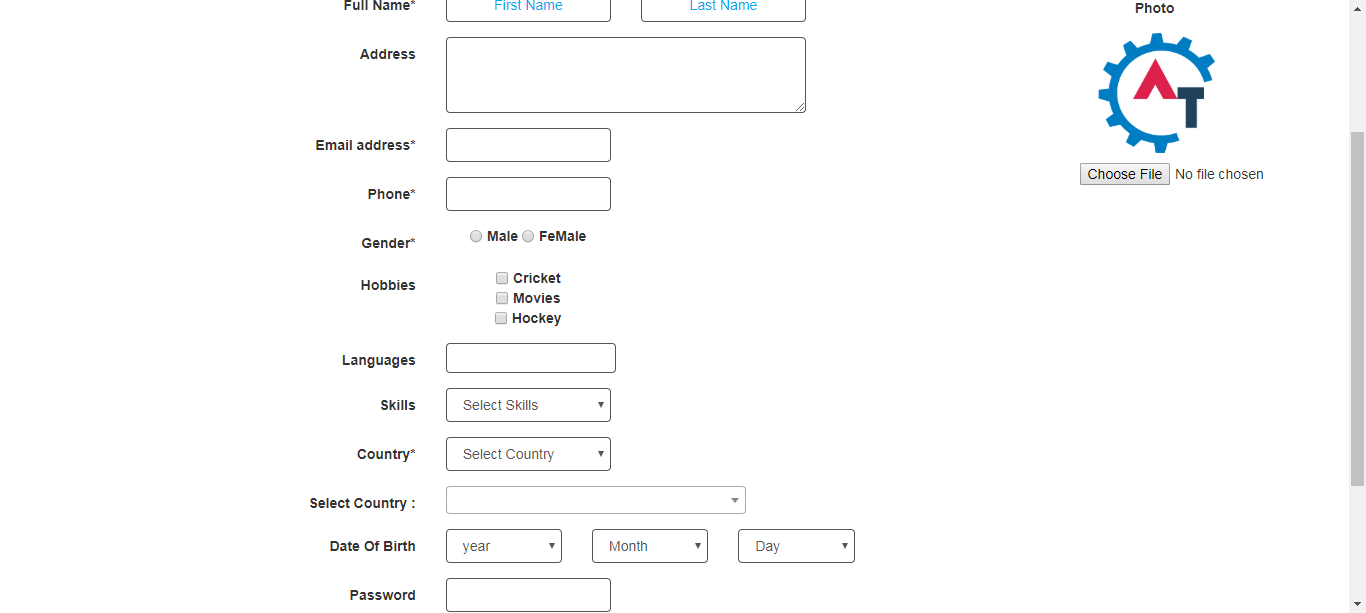 Full Name* First Name Last Name
Photo
Address
AT
Email address*
Choose File No file chosen
Phone*
Gender* Male FeMale
Hobbies Cricket
Movies
Hockey
Languages
Skills Select Skills
Country* Select Country
Select Country :
Date Of Birth year Month Day
Password